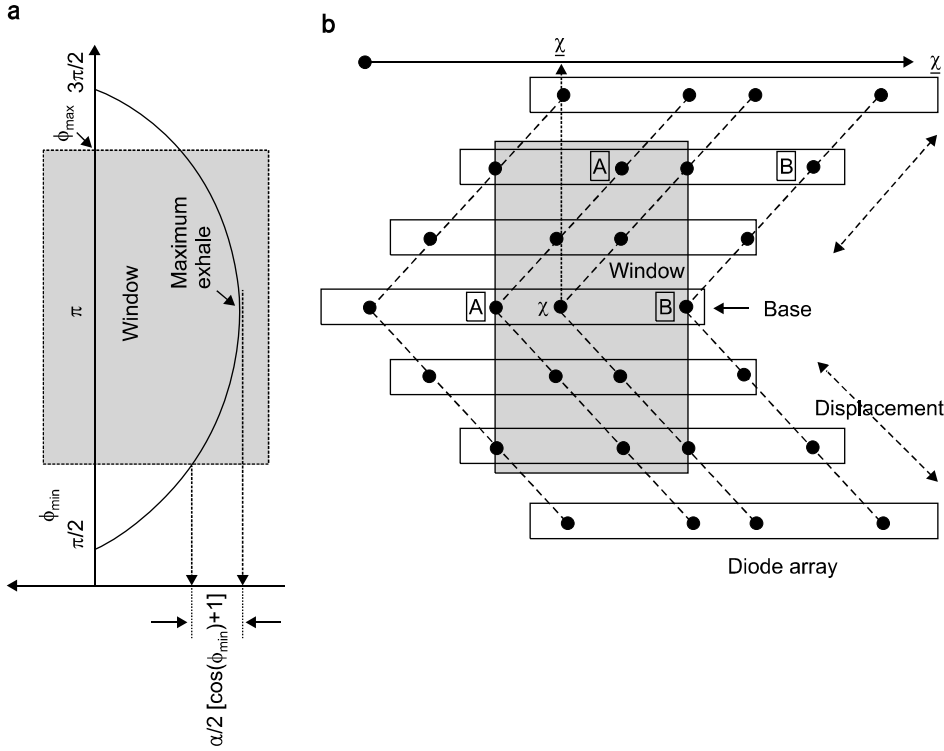 a
3π/2
ϕmax
Maximum
exhale
Window
π
ϕmin
π/2
α/2 [cos(ϕmin)+1]
b
χ
χ
A
B
Window
A
χ
B
Base
Displacement
Diode array